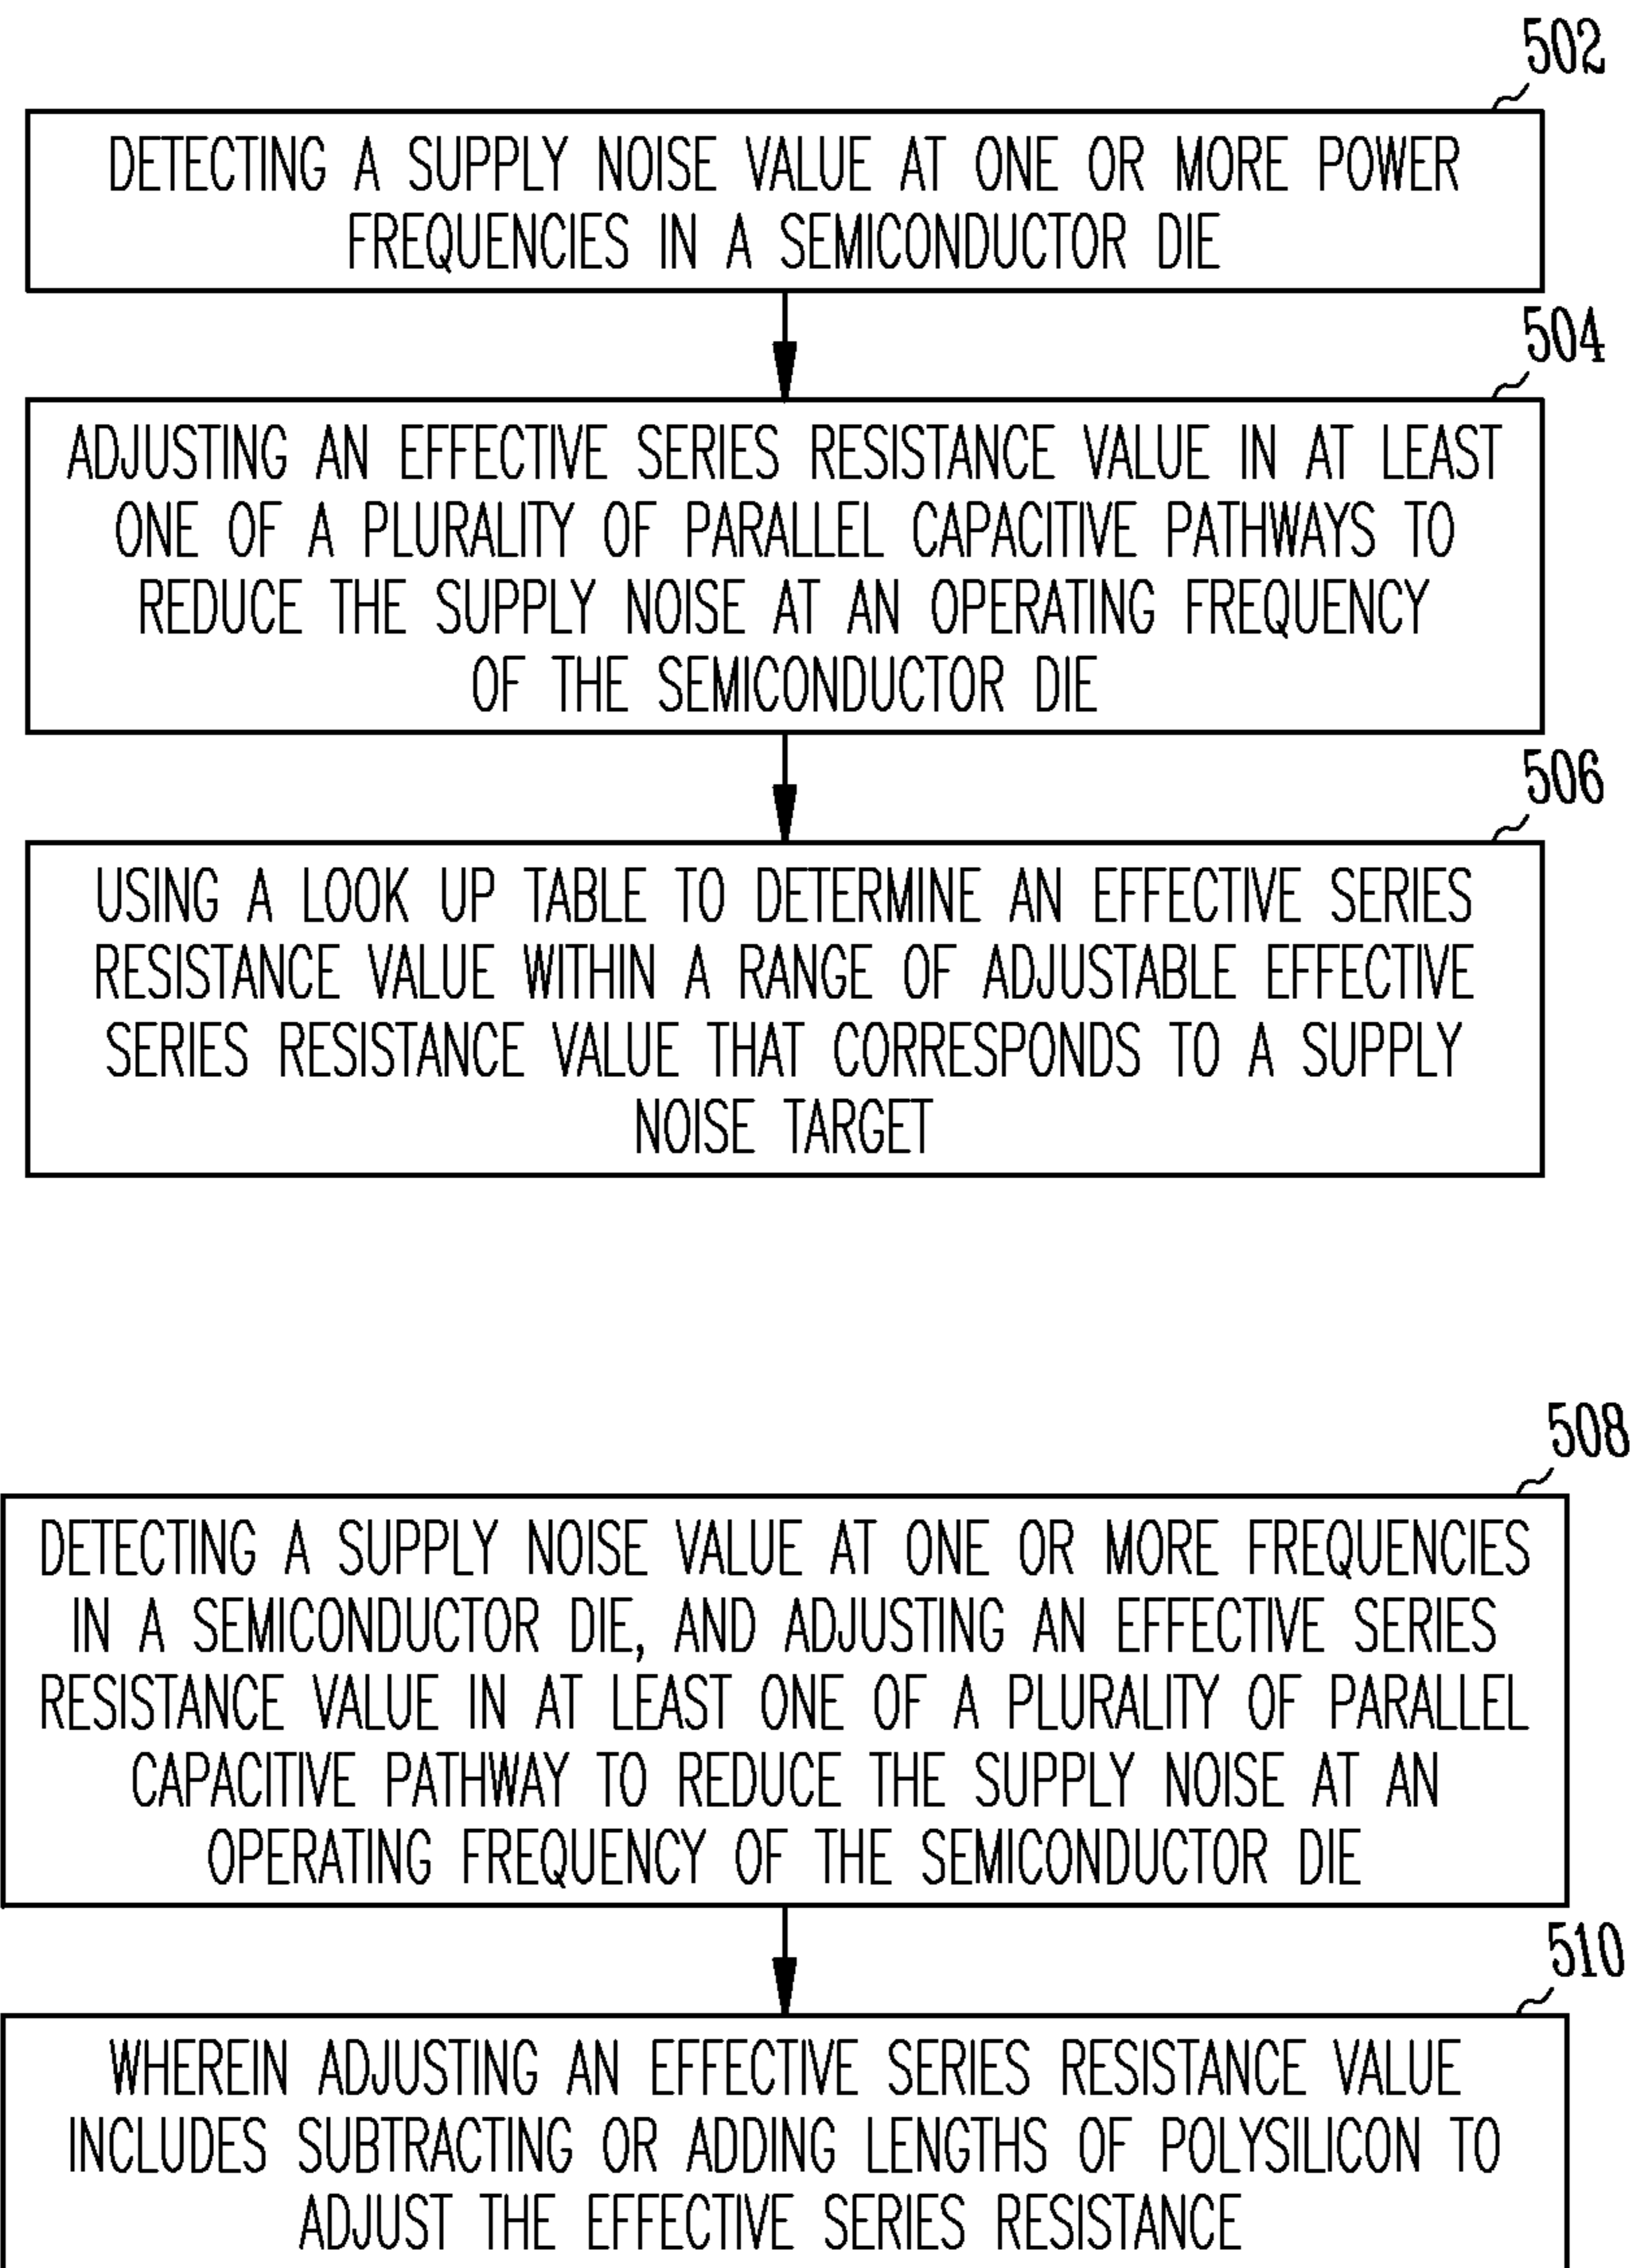 502
DETECTING A SUPPLY NOISE VALUE AT ONE OR MORE POWER
FREQUENCIES IN A SEMICONDUCTOR DIE
504
ADJUSTING AN EFFECTIVE SERIES RESISTANCE VALUE IN AT LEAST
ONE OF A PLURALITY OF PARALLEL CAPACITIVE PATHWAYS TO
REDUCE THE SUPPLY NOISE AT AN OPERATING FREQUENCY
OF THE SEMICONDUCTOR DIE
506
USING A LOOK UP TABLE TO DETERMINE AN EFFECTIVE SERIES
RESISTANCE VALUE WITHIN A RANGE OF ADJUSTABLE EFFECTIVE
SERIES RESISTANCE VALUE THAT CORRESPONDS TO A SUPPLY
NOISE TARGET
508
DETECTING A SUPPLY NOISE VALUE AT ONE OR MORE FREQUENCIES
IN A SEMICONDUCTOR DIE, AND ADJUSTING AN EFFECTIVE SERIES
RESISTANCE VALUE IN AT LEAST ONE OF A PLURALITY OF PARALLEL
CAPACITIVE PATHWAY TO REDUCE THE SUPPLY NOISE AT AN
OPERATING FREQUENCY OF THE SEMICONDUCTOR DIE
510
WHEREIN ADJUSTING AN EFFECTIVE SERIES RESISTANCE VALUE
INCLUDES SUBTRACTING OR ADDING LENGTHS OF POLYSILICON TO
ADJUST THE EFFECTIVE SERIES RESISTANCE